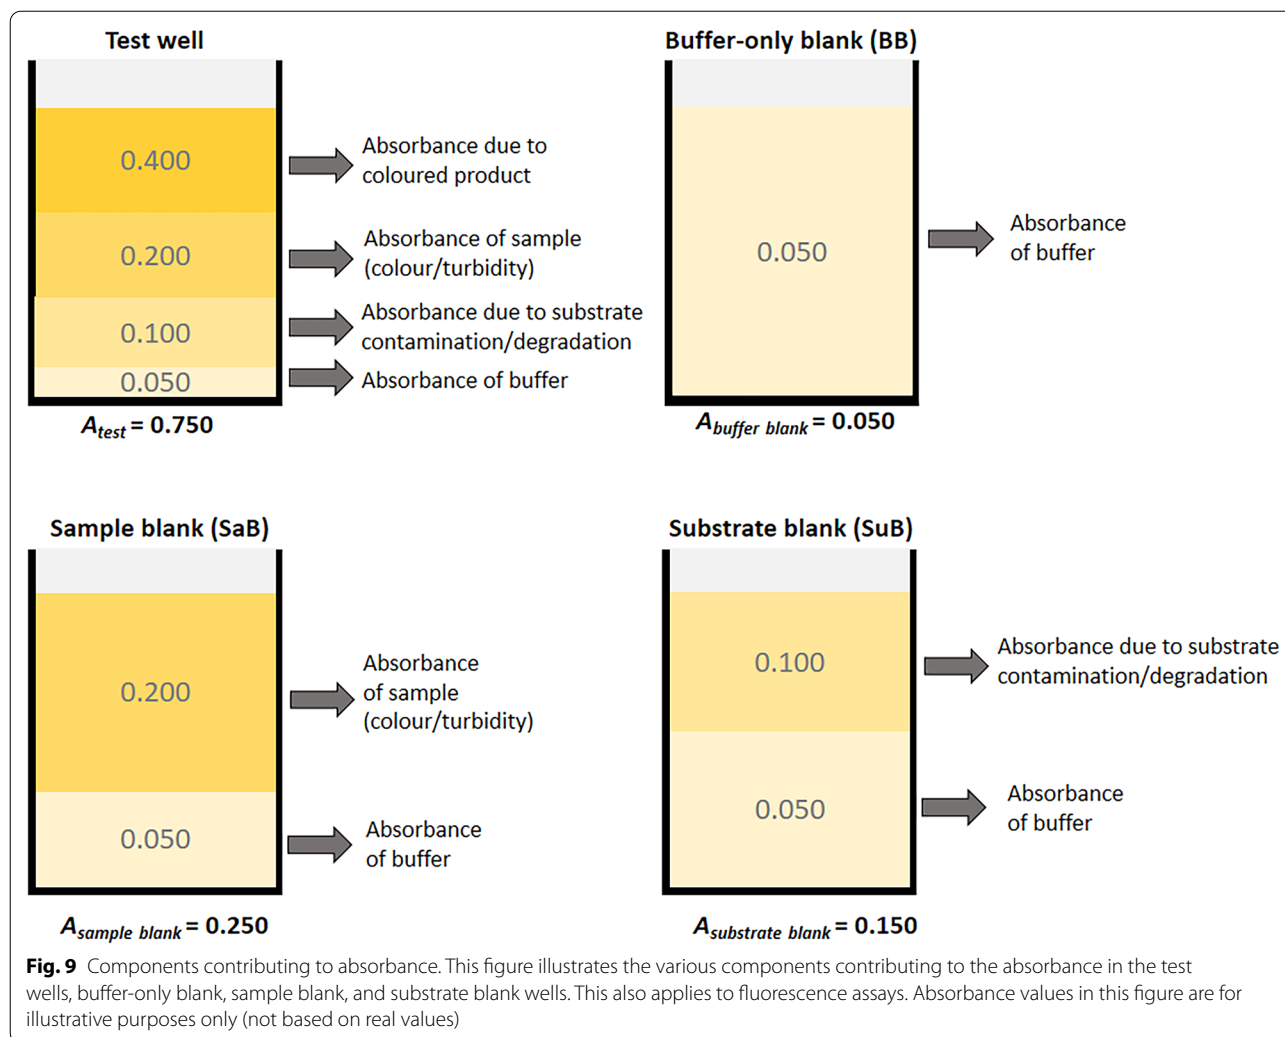 Test well
0.400
Absorbance due to
coloured product
0.200
Absorbance of sample
(colour/turbidity)
0.100
Absorbance due to substrate
contamination/degradation
0.050
Absorbance of buffer
A test = 0.750
Buffer-only blank (BB)
0.050
Absorbance
of buffer
A buffer blank = 0.050
Sample blank (SaB)
0.200
Absorbance
of sample
(colour/turbidity)
0.050
Absorbance
of buffer
A sample blank = 0.250
Substrate blank (SuB)
0.100
Absorbance due to substrate
contamination/degradation
0.050
Absorbance
of buffer
A substrate blank = 0.150
Fig. 9 Components contributing to absorbance. This figure illustrates the various components contributing to the absorbance in the test
wells, buffer-only blank, sample blank, and substrate blank wells. This also applies to fluorescence assays. Absorbance values in this figure are for
illustrative purposes only (not based on real values)